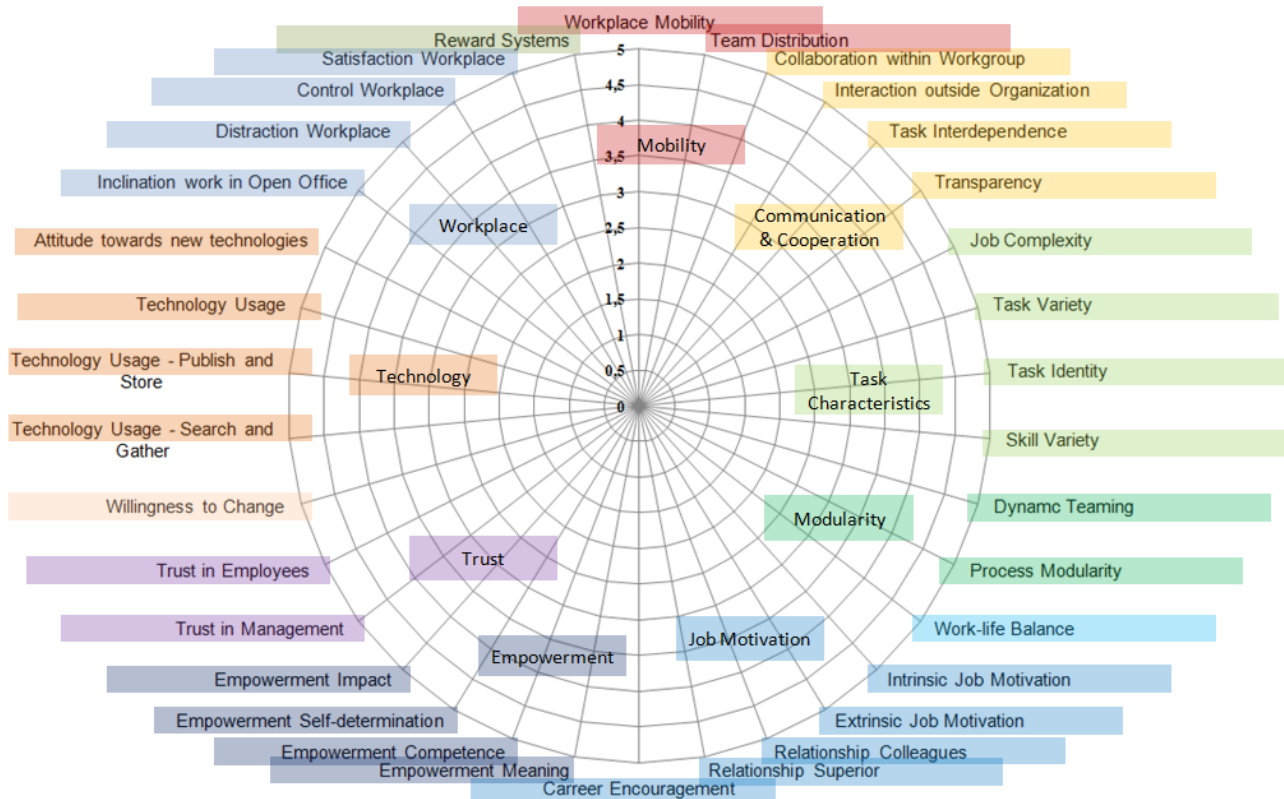 Workplace Mobility
Reward Systems
Team Distribution
Satisfaction Workplace
Collaboration within Workgroup
Control Workplace
Interaction outside Organization
Distraction Workplace
Task Interdependence
Inclination work in Open Office
Transparency
Attitude towards new technologies
Job Complexity
Technology Usage
Task Variety
Technology Usage - Publish and
Store
Task Identity
Technology Usage - Search and
Gather
Skill Variety
Willingness to Change
Dynamc Teaming
Trust in Employees
Process Modularity
Trust in Management
Work-life Balance
Empowerment Impact
Intrinsic Job Motivation
Empowerment Self-determination
Extrinsic Job Motivation
Empowerment Competence
Relationship Colleagues
Empowerment Meaning
Relationship Superior
Carreer Encouragement
5
4,5
4
3,5
3
2,5
2
1,5
1
0,5
0
Mobility
Workplace
Communication
& Cooperation
Technology
Task
Characteristics
Modularity
Trust
Job Motivation
Empowerment